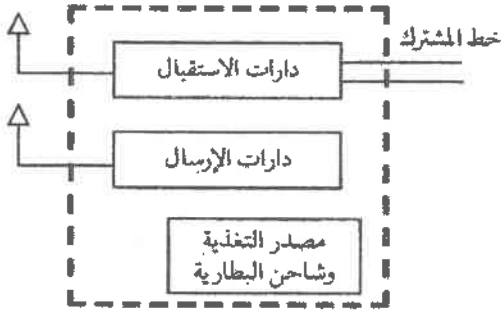 خط المشترك
دارات الاستقبال
دارات الإرسال
مصدر التغذية
وشاحن البطارية